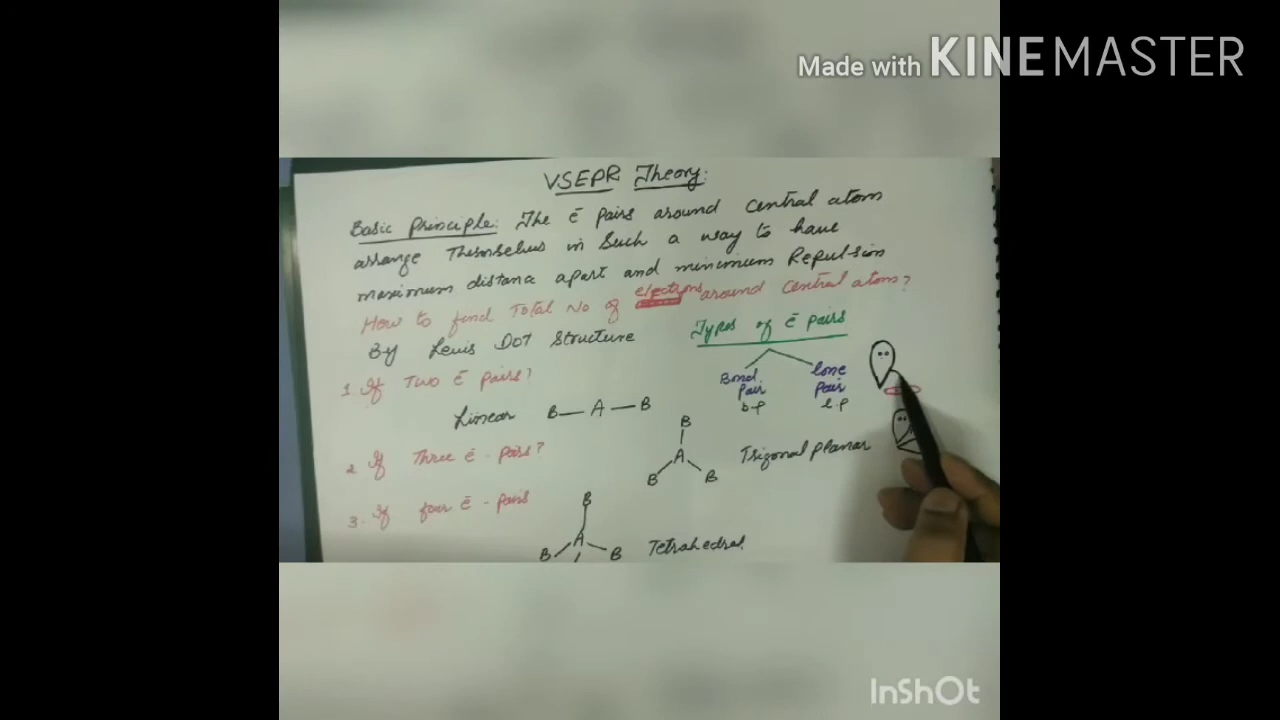 Made with KINEMASTER
VSEPR Theory:
Basic Principle: The ē pairs around Central atom
arrange Themselves in Such a way to have
maximum distance apart and minimum Repulsion
How to find Total No of electrons around Central atom?
By Lewis DOT Structure
Types of ē pairs
Bond Pair b.p
lone Pair l.p
1. If Two ē pairs?
Linear B — A — B
2. If Three ē - pairs?
B
A
B B
Trigonal planar
3. If four ē - pairs
B
A
B B
Tetrahedral
InShOt